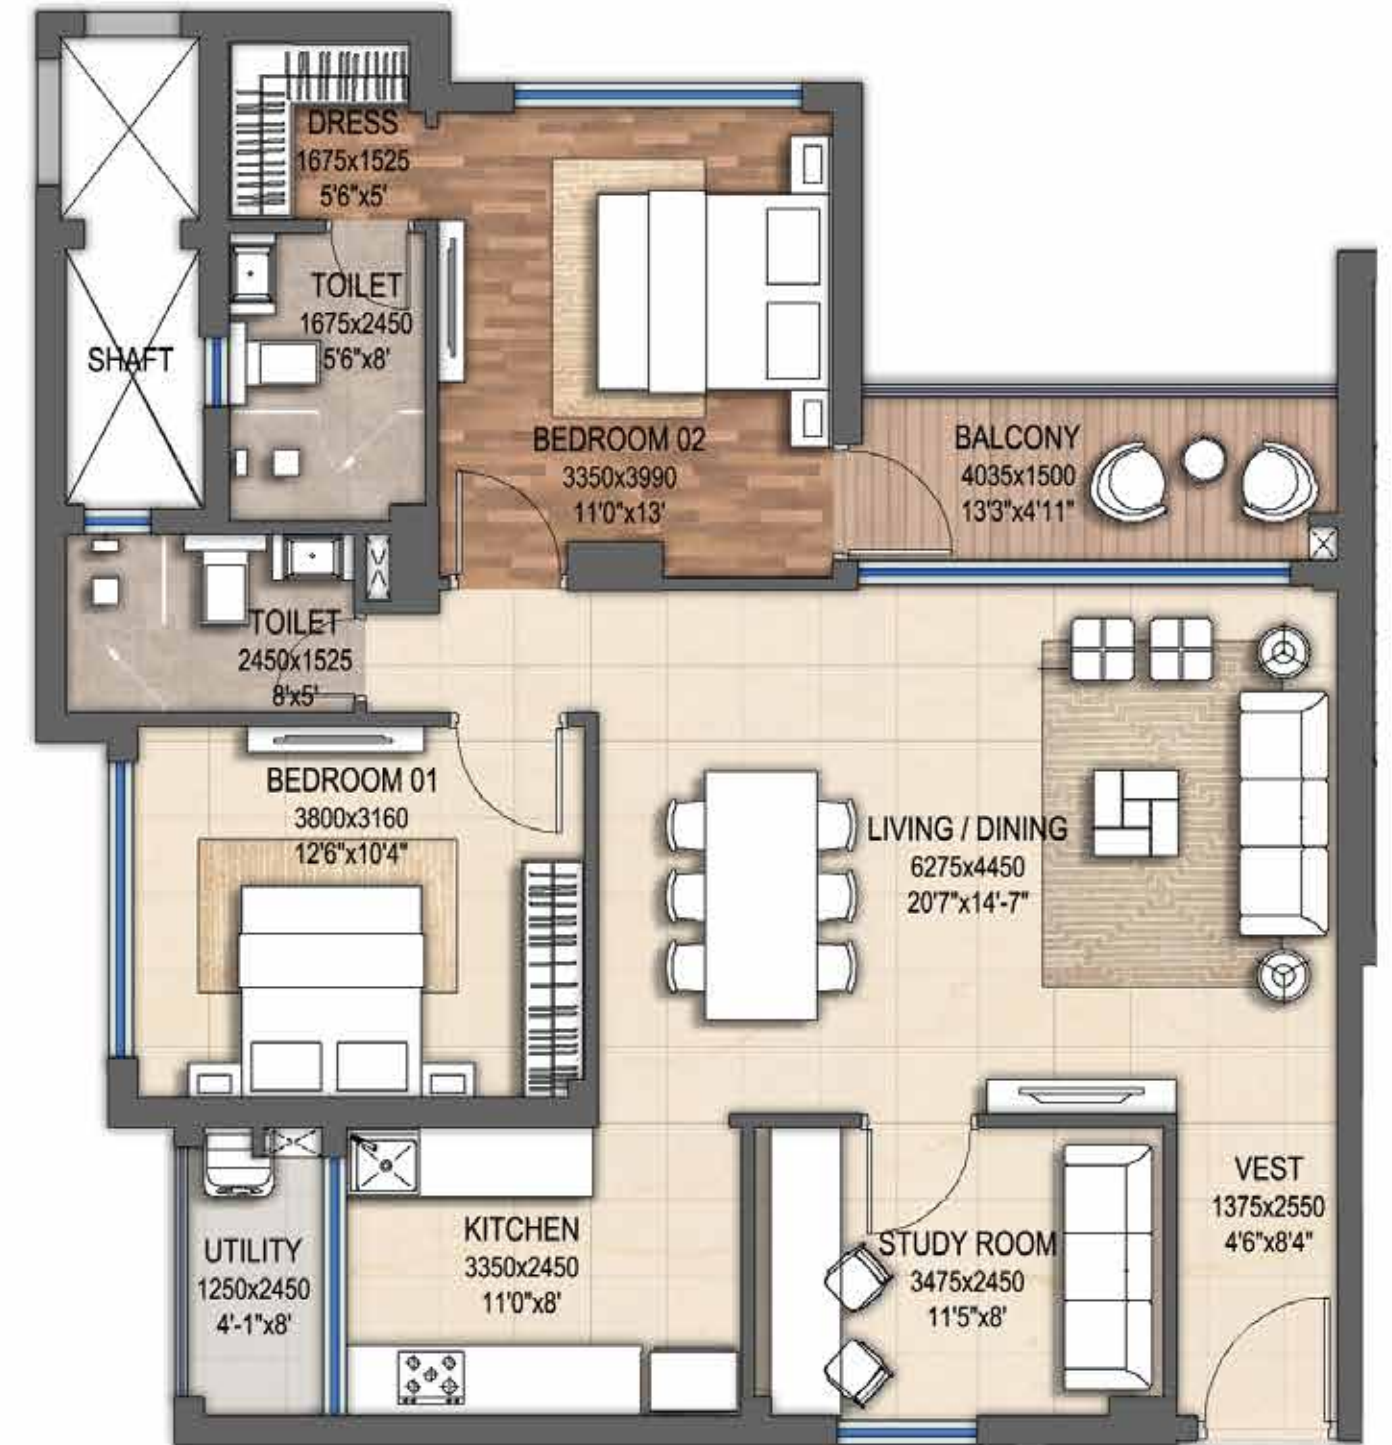 DRESS
1675x1525
5'6"x5'
TOILET
1675x2450
5'6"x8'
SHAFT
BEDROOM 02
3350x3990
11'0"x13'
BALCONY
4035x1500
13'3"x4'11"
TOILET
2450x1525
8'x5'
BEDROOM 01
3800x3160
12'6"x10'4"
LIVING / DINING
6275x4450
20'7"x14'-7"
VEST
1375x2550
4'6"x8'4"
KITCHEN
3350x2450
11'0"x8'
STUDY ROOM
3475x2450
11'5"x8'
UTILITY
1250x2450
4'-1"x8'